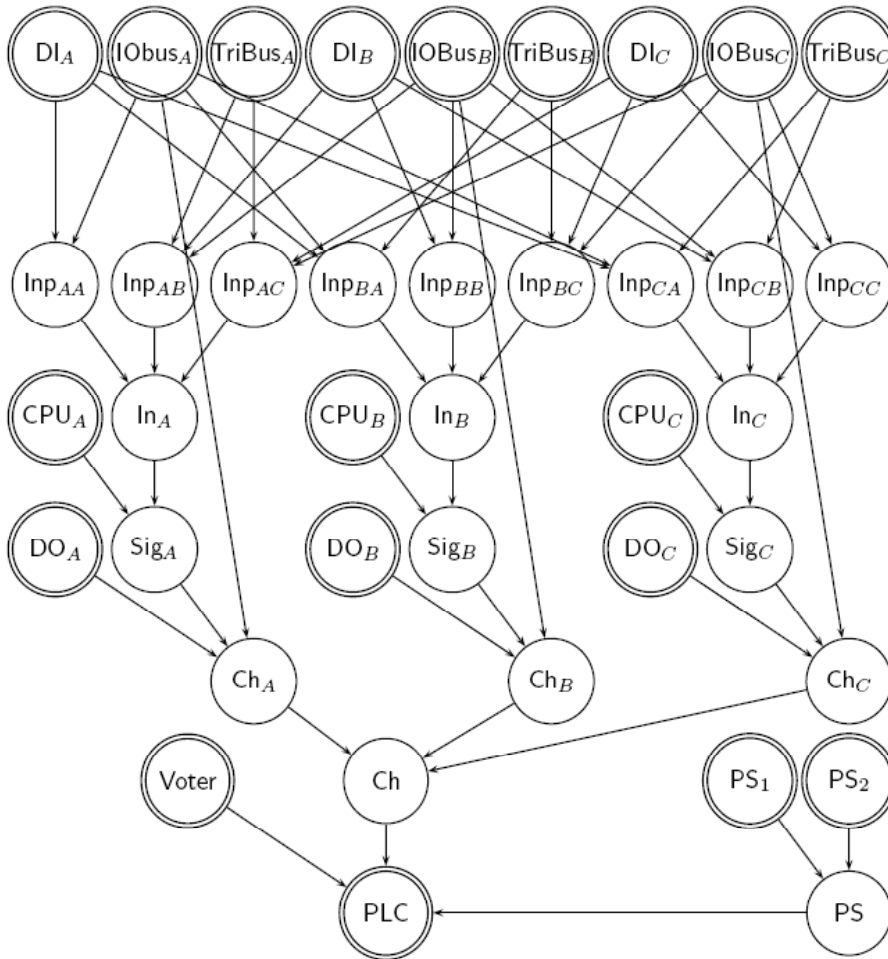 DI_A IObus_A TriBus_A DI_B IOBus_B TriBus_B DI_C IOBus_C TriBus_C
Inp_AA Inp_AB Inp_AC Inp_BA Inp_BB Inp_BC Inp_CA Inp_CB Inp_CC
CPU_A In_A CPU_B In_B CPU_C In_C
DO_A Sig_A DO_B Sig_B DO_C Sig_C
Ch_A Ch_B Ch_C
Voter Ch PS_1 PS_2
PLC PS